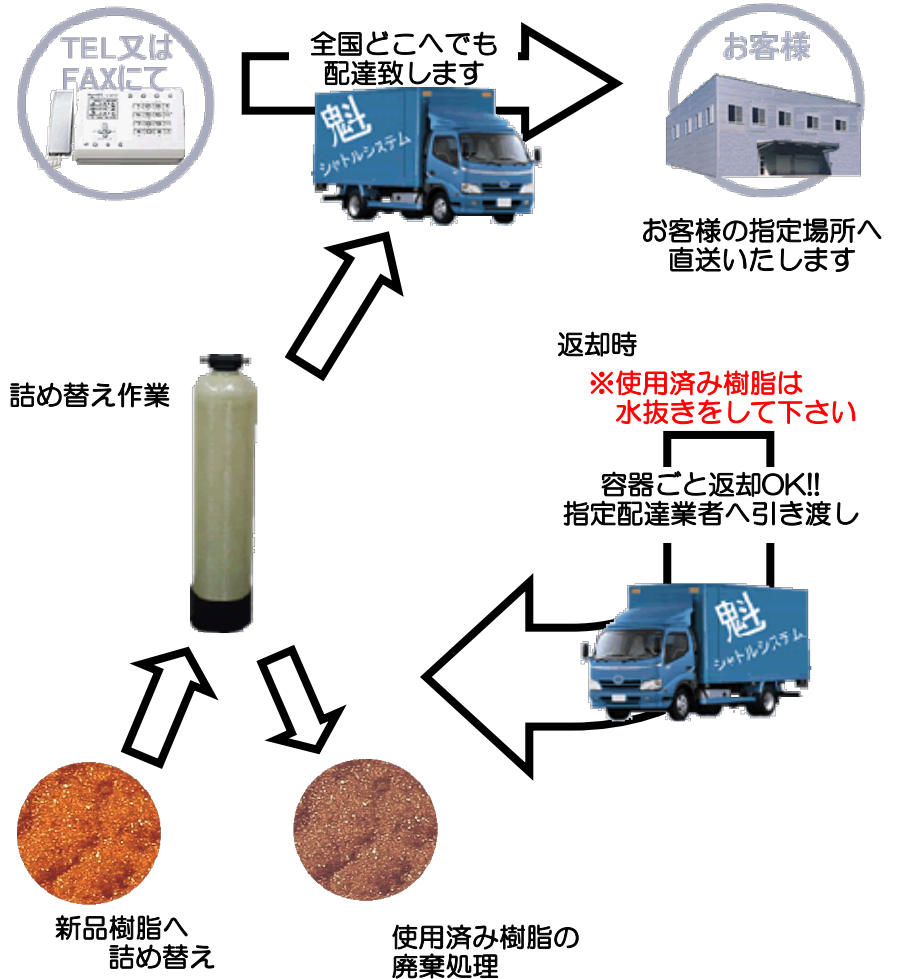 TEL又は
FAXにて
全国どこへでも
配達致します
魁
シャトルシステム
お客様
お客様の指定場所へ
直送いたします
詰め替え作業
返却時
※使用済み樹脂は
水抜きをして下さい
容器ごと返却OK!!
指定配達業者へ引き渡し
魁
シャトルシステム
新品樹脂へ
詰め替え
使用済み樹脂の
廃棄処理